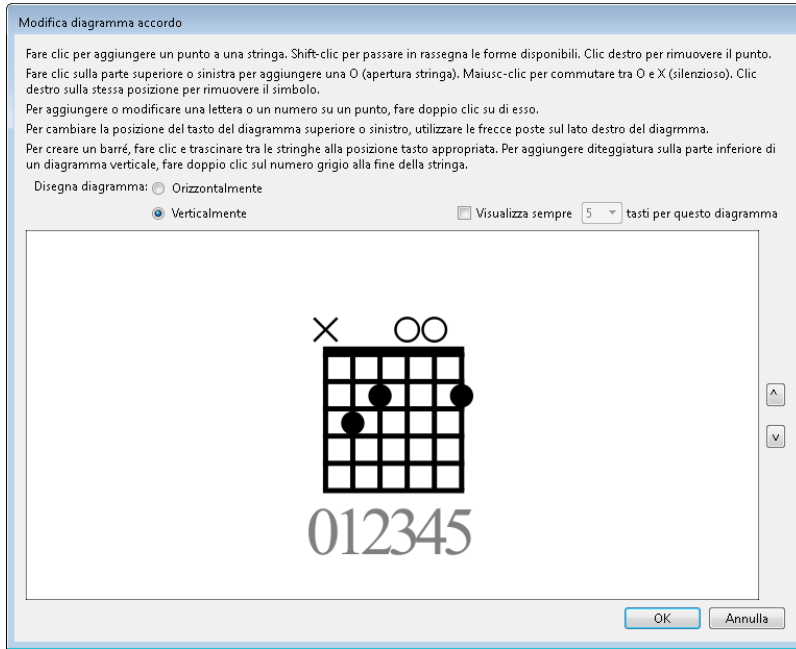 Modifica diagramma accordo
Fare clic per aggiungere un punto a una stringa. Shift-clic per passare in rassegna le forme disponibili. Clic destro per rimuovere il punto.
Fare clic sulla parte superiore o sinistra per aggiungere una O (apertura stringa). Maiusc-clic per commutare tra O e X (silenzioso). Clic
destro sulla stessa posizione per rimuovere il simbolo.
Per aggiungere o modificare una lettera o un numero su un punto, fare doppio clic su di esso.
Per cambiare la posizione del tasto del diagramma superiore o sinistro, utilizzare le frecce poste sul lato destro del diagrmma.
Per creare un barré, fare clic e trascinare tra le stringhe alla posizione tasto appropriata. Per aggiungere diteggiatura sulla parte inferiore di
un diagramma verticale, fare doppio clic sul numero grigio alla fine della stringa.
Disegna diagramma: Orizzontalmente
Verticalmente Visualizza sempre 5 tasti per questo diagramma
012345
OK Annulla